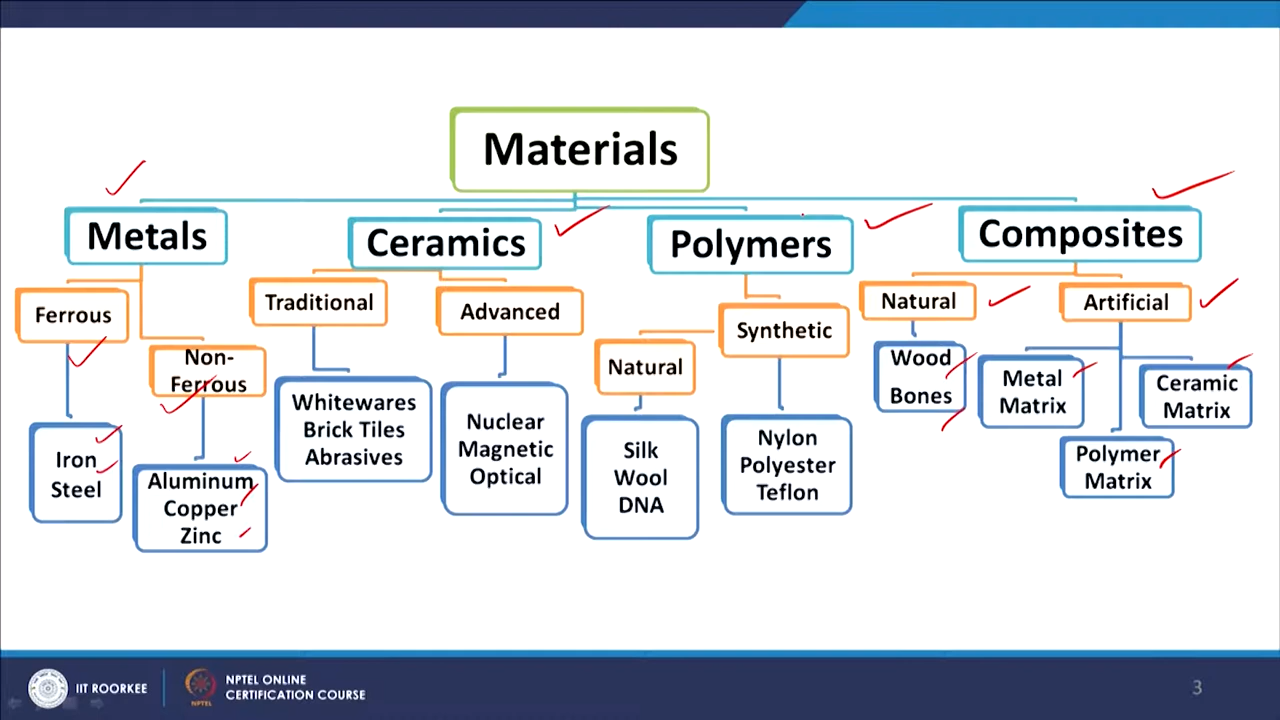 Materials
Metals
Ceramics
Polymers
Composites
Ferrous
Non-
Ferrous
Traditional
Advanced
Natural
Synthetic
Natural
Artificial
Iron
Steel
Aluminum
Copper
Zinc
Whitewares
Brick Tiles
Abrasives
Nuclear
Magnetic
Optical
Silk
Wool
DNA
Nylon
Polyester
Teflon
Wood
Bones
Metal
Matrix
Polymer
Matrix
Ceramic
Matrix
IIT ROORKEE
NPTEL
NPTEL ONLINE
CERTIFICATION COURSE
3